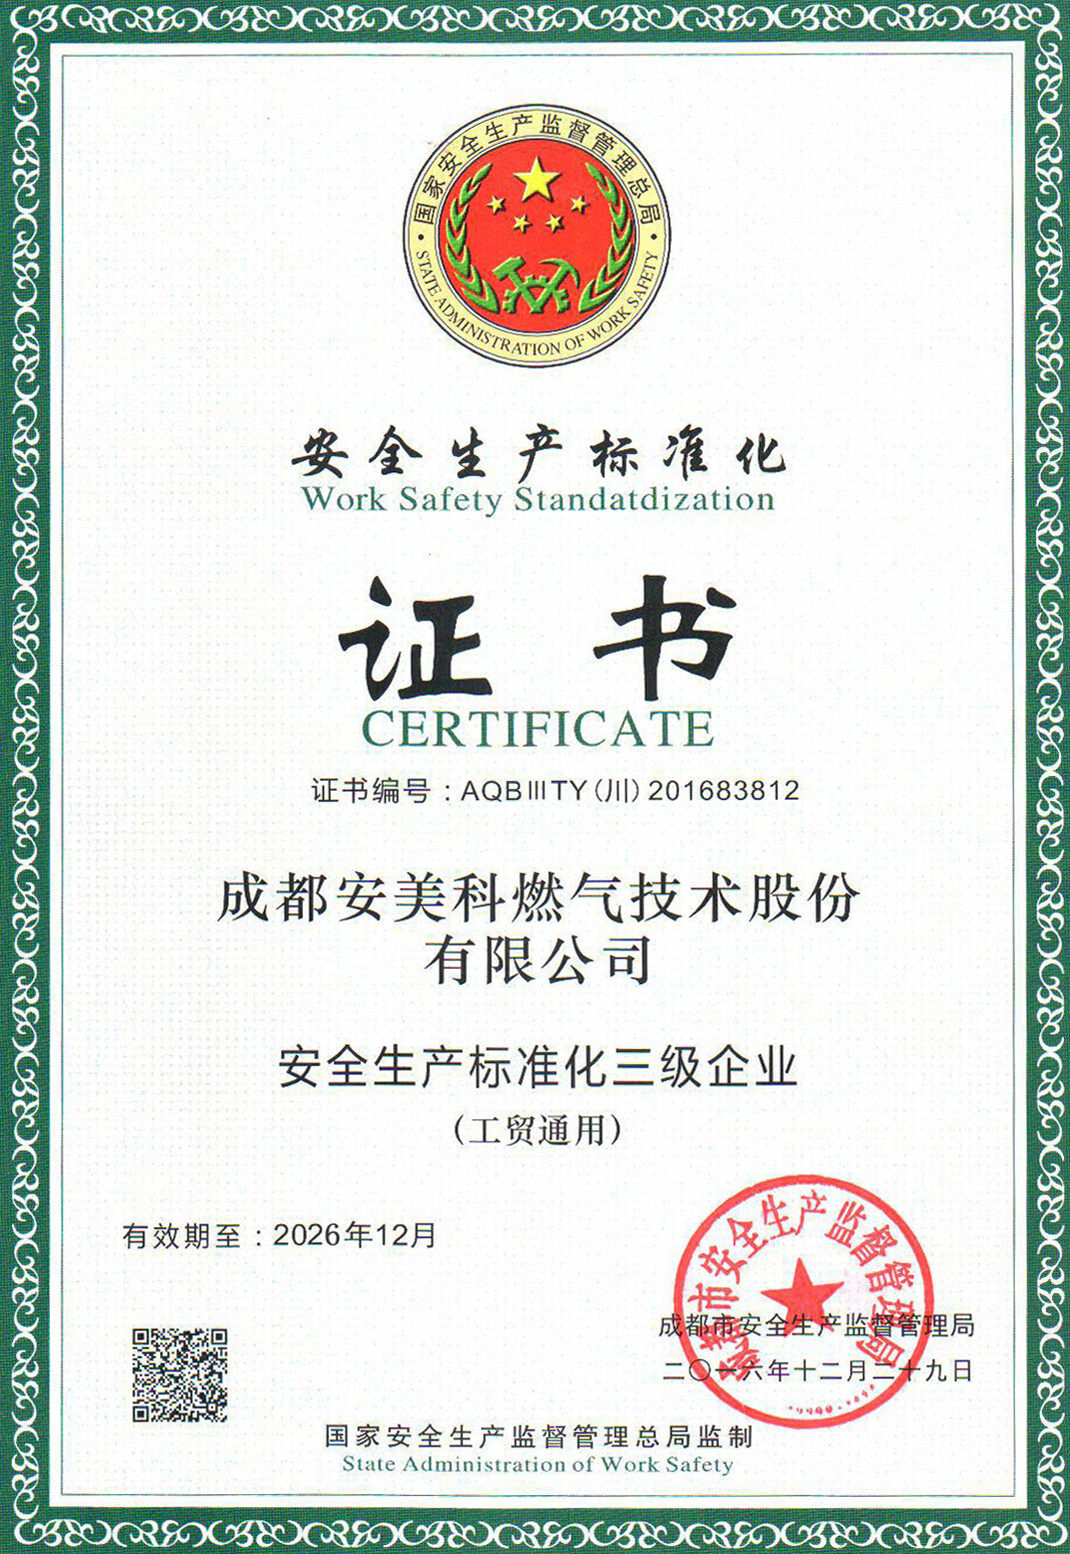 国家安全生产监督管理总局
STATE ADMINISTRATION OF WORK SAFETY
安全生产标准化
Work Safety Standatdization
证书
CERTIFICATE
证书编号：AQBⅢTY（川）201683812
成都安美科燃气技术股份
有限公司
安全生产标准化三级企业
（工贸通用）
有效期至：2026年12月
成都市安全生产监督管理局
成都市安全生产监督管理局
二〇一六年十二月二十九日
国家安全生产监督管理总局监制
State Administration of Work Safety